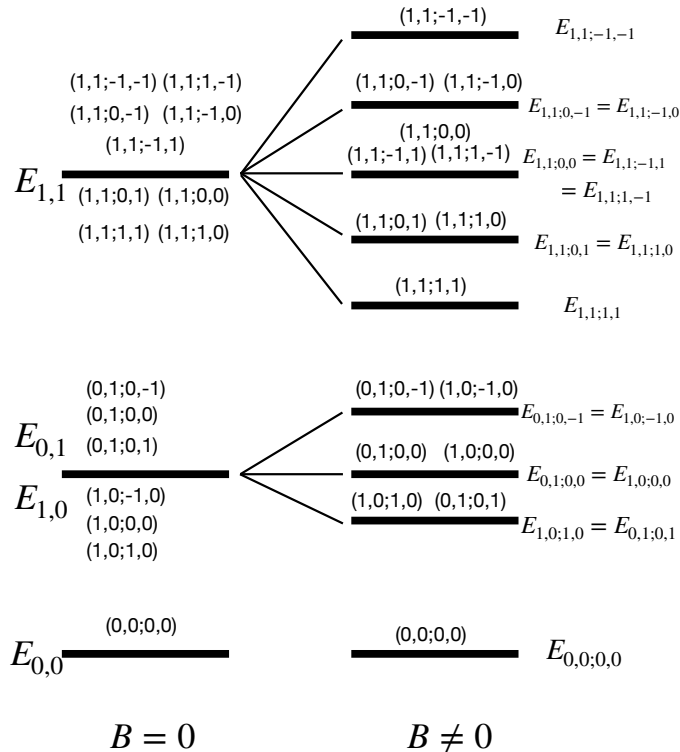 (1,1;-1,-1)
E_{1,1;-1,-1}
(1,1;-1,-1) (1,1;1,-1)
(1,1;0,-1) (1,1;-1,0)
E_{1,1;0,-1} = E_{1,1;-1,0}
(1,1;0,-1) (1,1;-1,0)
(1,1;-1,1)
(1,1;0,0)
(1,1;-1,1) (1,1;1,-1)
E_{1,1;0,0} = E_{1,1;-1,1}
= E_{1,1;1,-1}
E_{1,1}
(1,1;0,1) (1,1;0,0)
(1,1;1,1) (1,1;1,0)
(1,1;0,1) (1,1;1,0)
E_{1,1;0,1} = E_{1,1;1,0}
(1,1;1,1)
E_{1,1;1,1}
(0,1;0,-1)
(0,1;0,0)
(0,1;0,1)
E_{0,1}
E_{1,0}
(1,0;-1,0)
(1,0;0,0)
(1,0;1,0)
(0,1;0,-1) (1,0;-1,0)
E_{0,1;0,-1} = E_{1,0;-1,0}
(0,1;0,0) (1,0;0,0)
E_{0,1;0,0} = E_{1,0;0,0}
(1,0;1,0) (0,1;0,1)
E_{1,0;1,0} = E_{0,1;0,1}
(0,0;0,0)
E_{0,0}
(0,0;0,0)
E_{0,0;0,0}
B = 0
B ≠ 0